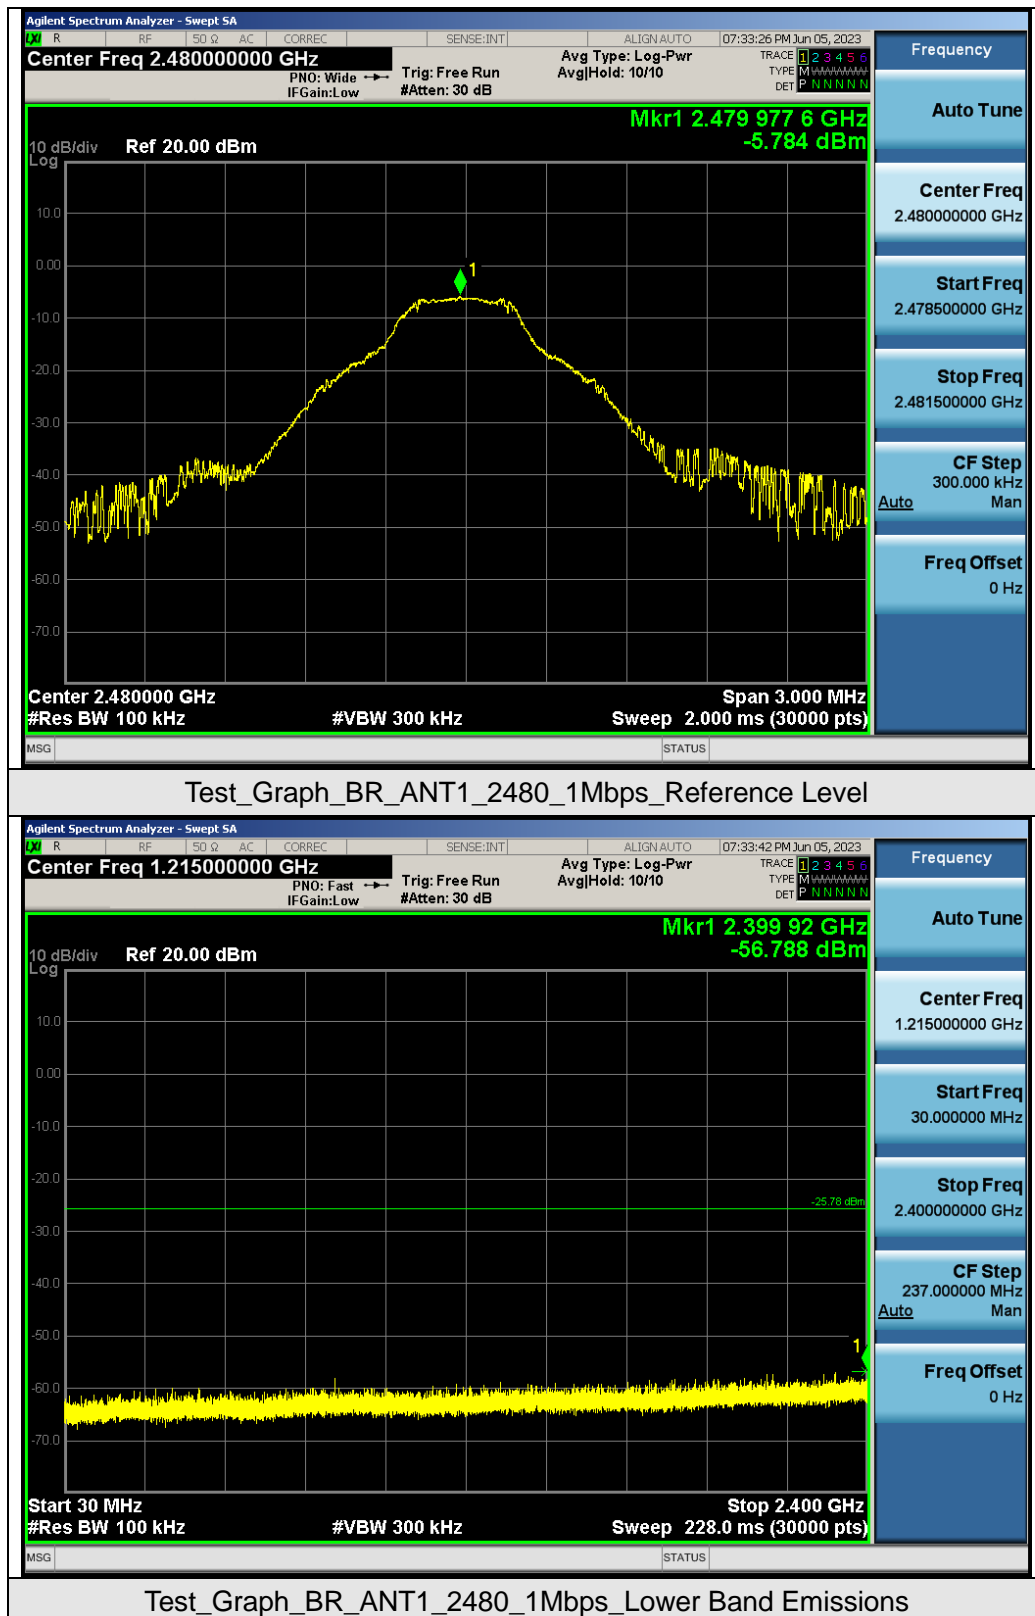 Agilent Spectrum Analyzer - Swept SA
LXI R RF 50 Ω AC CORREC SENSE:INT ALIGN AUTO 07:33:26 PM Jun 05, 2023
Center Freq 2.480000000 GHz
PNO: Wide
IFGain:Low
Trig: Free Run
#Atten: 30 dB
Avg Type: Log-Pwr
Avg|Hold: 10/10
TRACE 1 2 3 4 5 6
TYPE M
DET P N N N N N
Frequency
Mkr1 2.479 977 6 GHz
-5.784 dBm
10 dB/div Ref 20.00 dBm
Log
10.0
0.00
-10.0
-20.0
-30.0
-40.0
-50.0
-60.0
-70.0
1
Center 2.480000 GHz Span 3.000 MHz
#Res BW 100 kHz #VBW 300 kHz Sweep 2.000 ms (30000 pts)
MSG STATUS
Auto Tune
Center Freq
2.480000000 GHz
Start Freq
2.478500000 GHz
Stop Freq
2.481500000 GHz
CF Step
300.000 kHz
Auto Man
Freq Offset
0 Hz
Test_Graph_BR_ANT1_2480_1Mbps_Reference Level
Agilent Spectrum Analyzer - Swept SA
LXI R RF 50 Ω AC CORREC SENSE:INT ALIGN AUTO 07:33:42 PM Jun 05, 2023
Center Freq 1.215000000 GHz
PNO: Fast
IFGain:Low
Trig: Free Run
#Atten: 30 dB
Avg Type: Log-Pwr
Avg|Hold: 10/10
TRACE 1 2 3 4 5 6
TYPE M
DET P N N N N N
Frequency
Mkr1 2.399 92 GHz
-56.788 dBm
10 dB/div Ref 20.00 dBm
Log
10.0
0.00
-10.0
-20.0
-25.78 dBm
-30.0
-40.0
-50.0
1
-60.0
-70.0
Start 30 MHz Stop 2.400 GHz
#Res BW 100 kHz #VBW 300 kHz Sweep 228.0 ms (30000 pts)
MSG STATUS
Auto Tune
Center Freq
1.215000000 GHz
Start Freq
30.000000 MHz
Stop Freq
2.400000000 GHz
CF Step
237.000000 MHz
Auto Man
Freq Offset
0 Hz
Test_Graph_BR_ANT1_2480_1Mbps_Lower Band Emissions